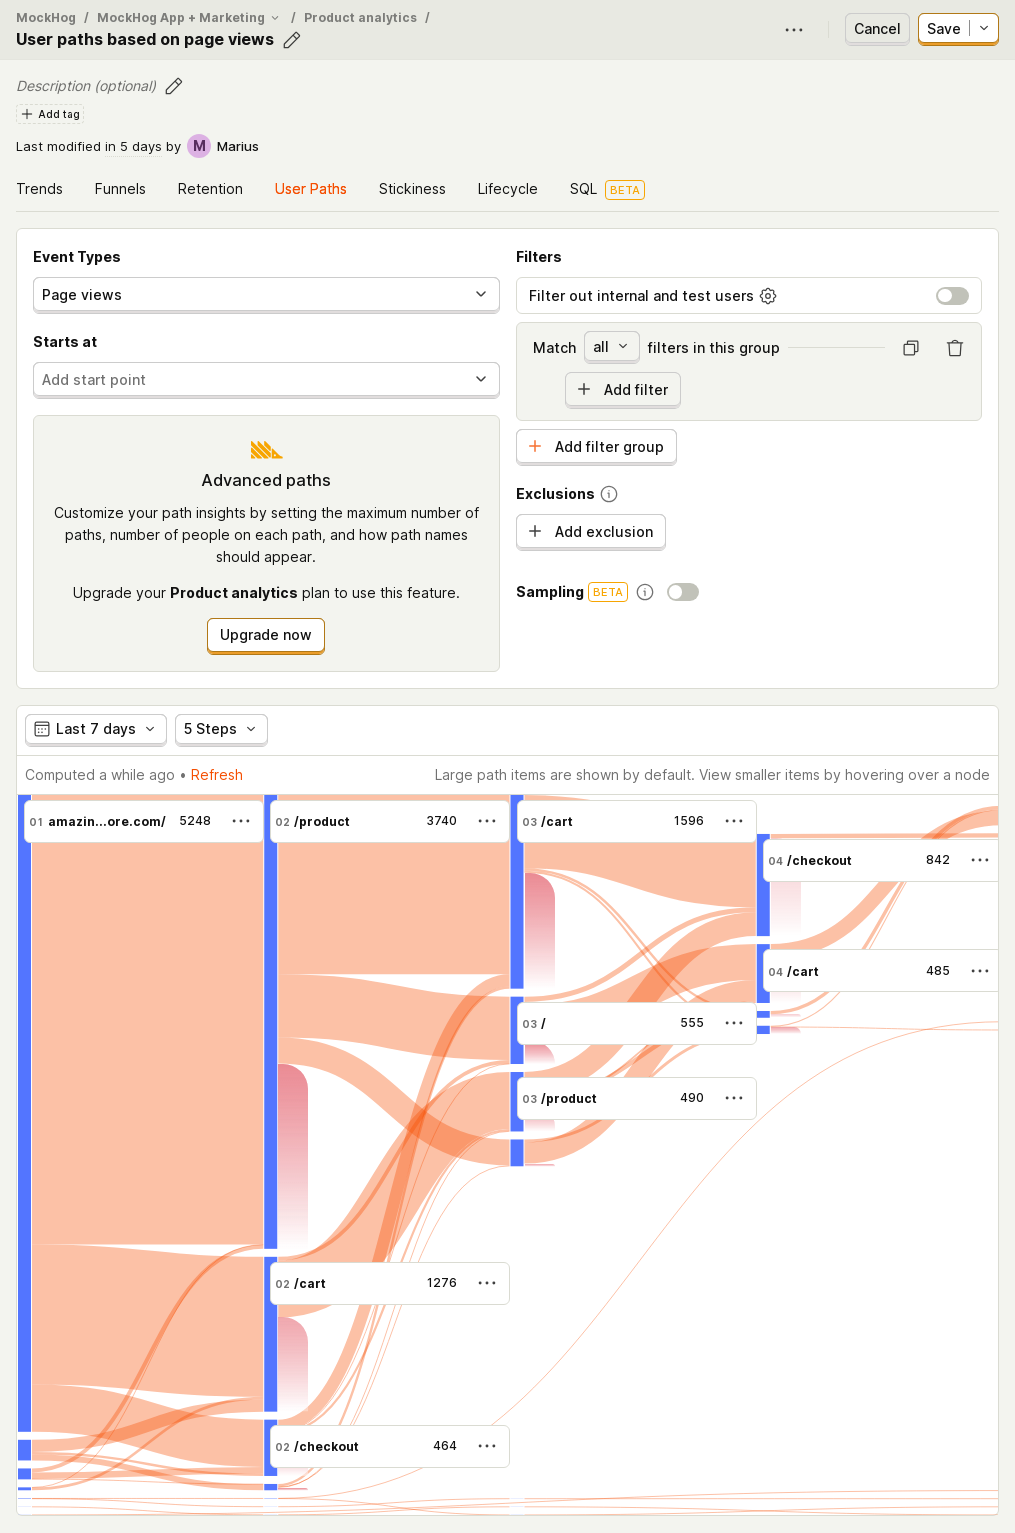 MockHog / MockHog App + Marketing / Product analytics /
User paths based on page views
Cancel
Save
Description (optional)
Add tag
Last modified in 5 days by M Marius
Trends Funnels Retention User Paths Stickiness Lifecycle SQL BETA
Event Types
Page views
Starts at
Add start point
Advanced paths
Customize your path insights by setting the maximum number of
paths, number of people on each path, and how path names
should appear.
Upgrade your Product analytics plan to use this feature.
Upgrade now
Filters
Filter out internal and test users
Match all filters in this group
Add filter
Add filter group
Exclusions
Add exclusion
Sampling BETA
Last 7 days 5 Steps
Computed a while ago • Refresh
Large path items are shown by default. View smaller items by hovering over a node
01 amazin...ore.com/ 5248
02 /product 3740
03 /cart 1596
04 /checkout 842
04 /cart 485
03 / 555
03 /product 490
02 /cart 1276
02 /checkout 464